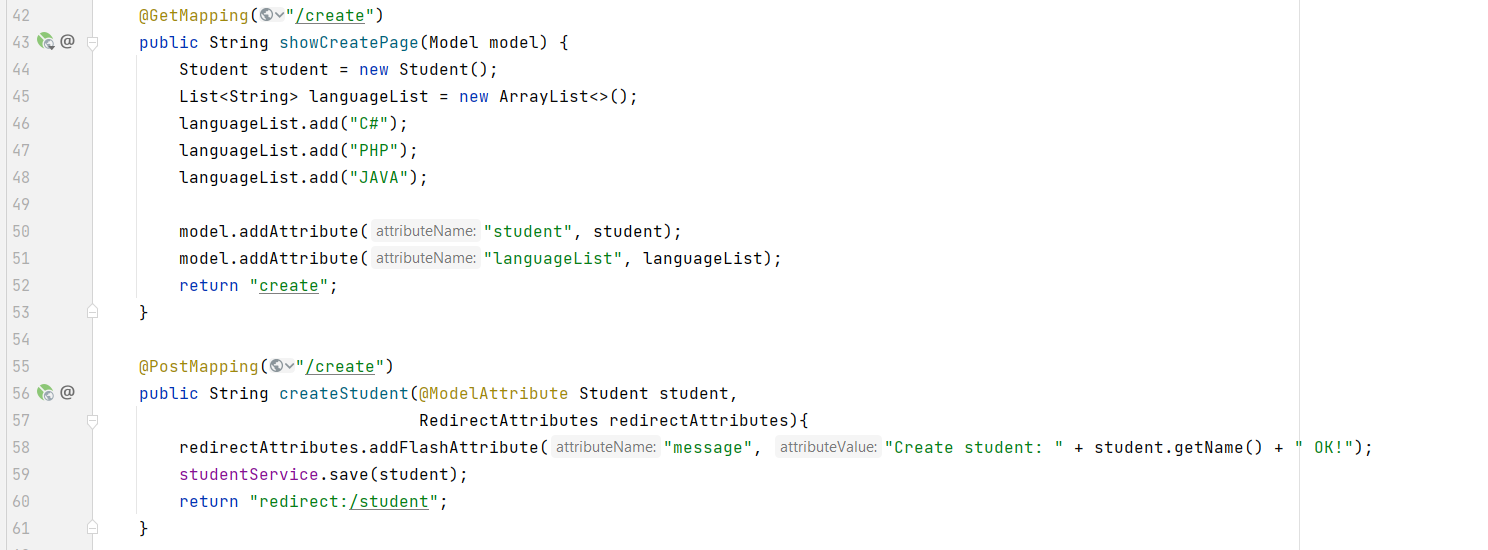 42 @GetMapping("/create")
43 @ public String showCreatePage(Model model) {
44 Student student = new Student();
45 List<String> languageList = new ArrayList<>();
46 languageList.add("C#");
47 languageList.add("PHP");
48 languageList.add("JAVA");
49
50 model.addAttribute( attributeName: "student", student);
51 model.addAttribute( attributeName: "languageList", languageList);
52 return "create";
53 }
54
55 @PostMapping("/create")
56 @ public String createStudent(@ModelAttribute Student student,
57 RedirectAttributes redirectAttributes){
58 redirectAttributes.addFlashAttribute( attributeName: "message", attributeValue: "Create student: " + student.getName() + " OK!");
59 studentService.save(student);
60 return "redirect:/student";
61 }